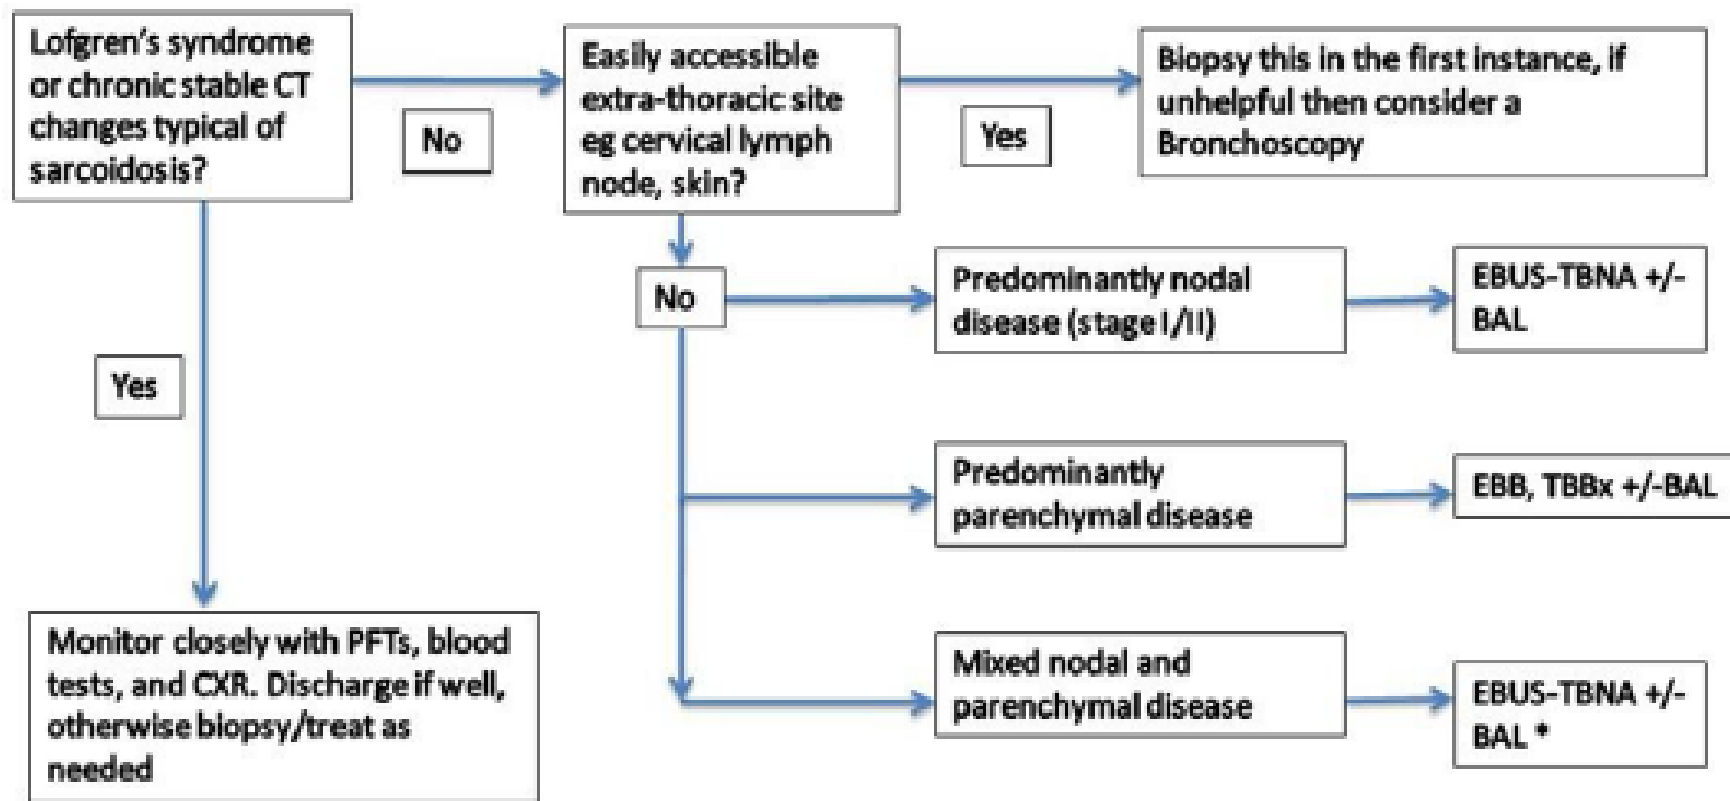 Lofgren's syndrome
or chronic stable CT
changes typical of
sarcoidosis?
No
Easily accessible
extra-thoracic site
eg cervical lymph
node, skin?
Yes
Biopsy this in the first instance, if
unhelpful then consider a
Bronchoscopy
No
Predominantly nodal
disease (stage I/II)
EBUS-TBNA +/-
BAL
Yes
Predominantly
parenchymal disease
EBB, TBBx +/-BAL
Monitor closely with PFTs, blood
tests, and CXR. Discharge if well,
otherwise biopsy/treat as
needed
Mixed nodal and
parenchymal disease
EBUS-TBNA +/-
BAL *